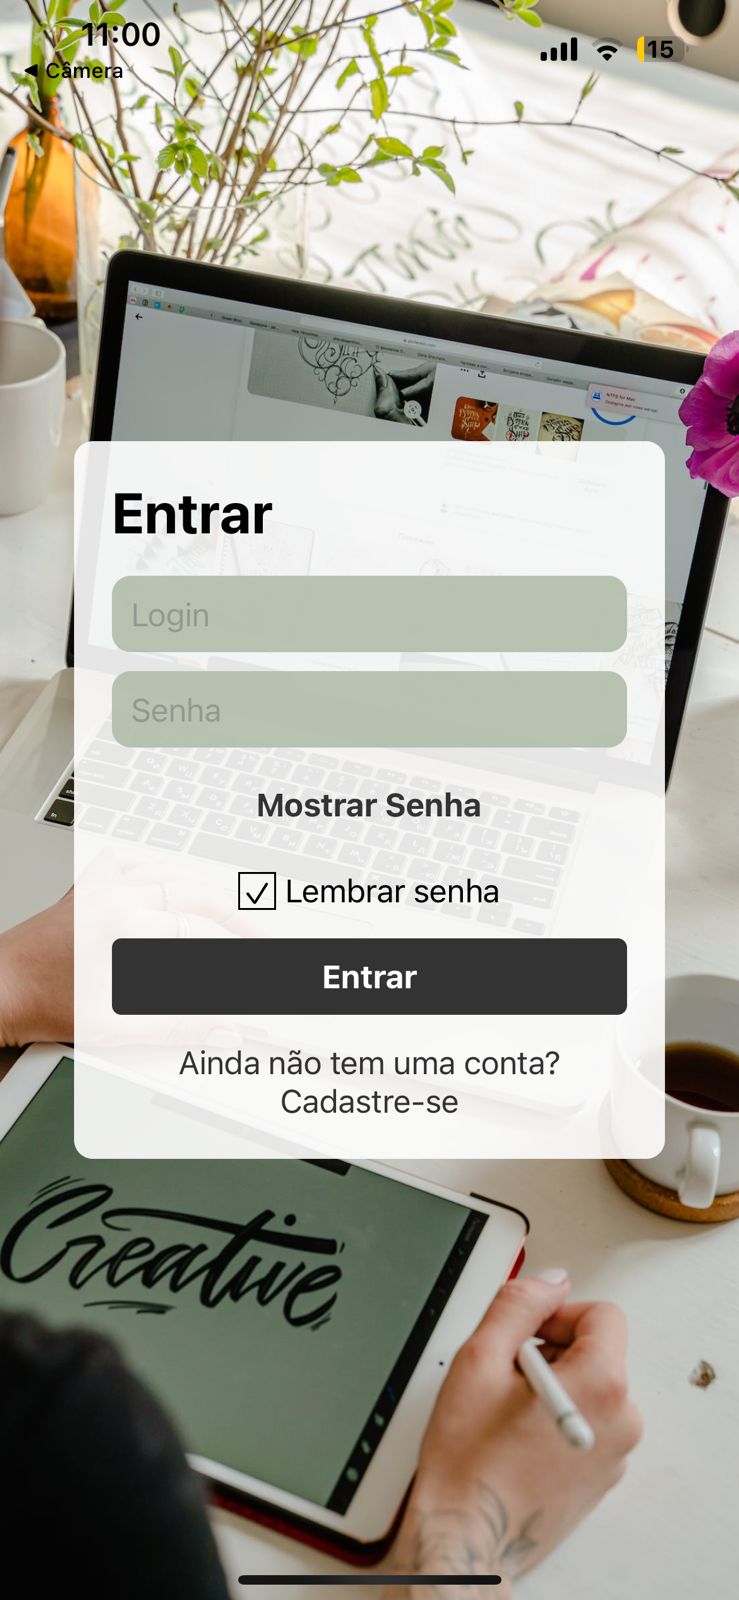 11:00
15
◀ Câmera
Entrar
Login
Senha
Mostrar Senha
Lembrar senha
Entrar
Ainda não tem uma conta?
Cadastre-se
Creative